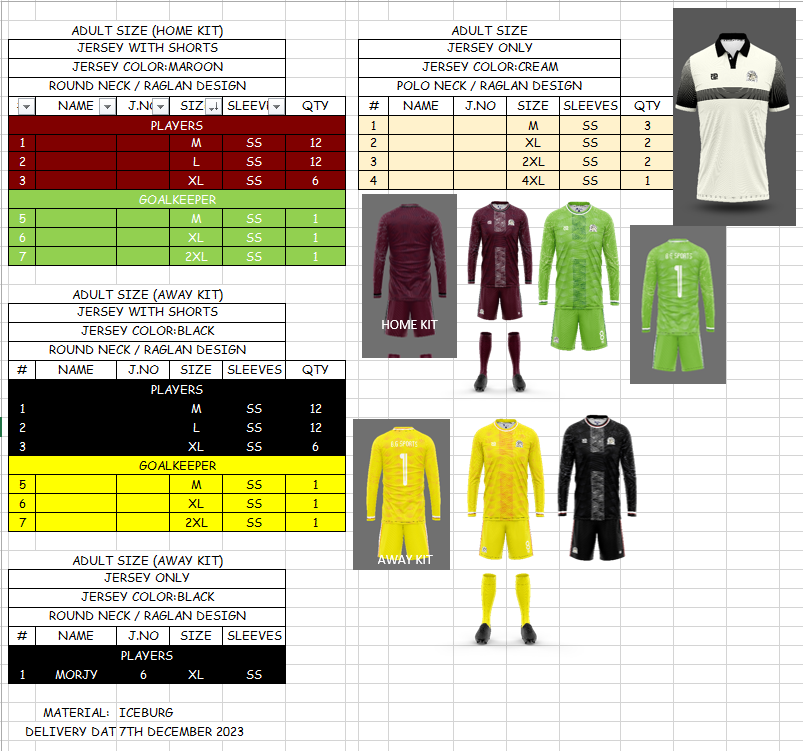 ADULT SIZE (HOME KIT)
JERSEY WITH SHORTS
JERSEY COLOR:MAROON
ROUND NECK / RAGLAN DESIGN
NAME J.N SIZ SLEEV QTY
PLAYERS
1 M SS 12
2 L SS 12
3 XL SS 6
GOALKEEPER
5 M SS 1
6 XL SS 1
7 2XL SS 1
ADULT SIZE
JERSEY ONLY
JERSEY COLOR:CREAM
POLO NECK / RAGLAN DESIGN
# NAME J.NO SIZE SLEEVES QTY
1 M SS 3
2 XL SS 2
3 2XL SS 2
4 4XL SS 1
HOME KIT
1
ADULT SIZE (AWAY KIT)
JERSEY WITH SHORTS
JERSEY COLOR:BLACK
ROUND NECK / RAGLAN DESIGN
# NAME J.NO SIZE SLEEVES QTY
PLAYERS
1 M SS 12
2 L SS 12
3 XL SS 6
GOALKEEPER
5 M SS 1
6 XL SS 1
7 2XL SS 1
1
AWAY KIT
ADULT SIZE (AWAY KIT)
JERSEY ONLY
JERSEY COLOR:BLACK
ROUND NECK / RAGLAN DESIGN
# NAME J.NO SIZE SLEEVES
PLAYERS
1 MORJY 6 XL SS
MATERIAL: ICEBURG
DELIVERY DAT 7TH DECEMBER 2023